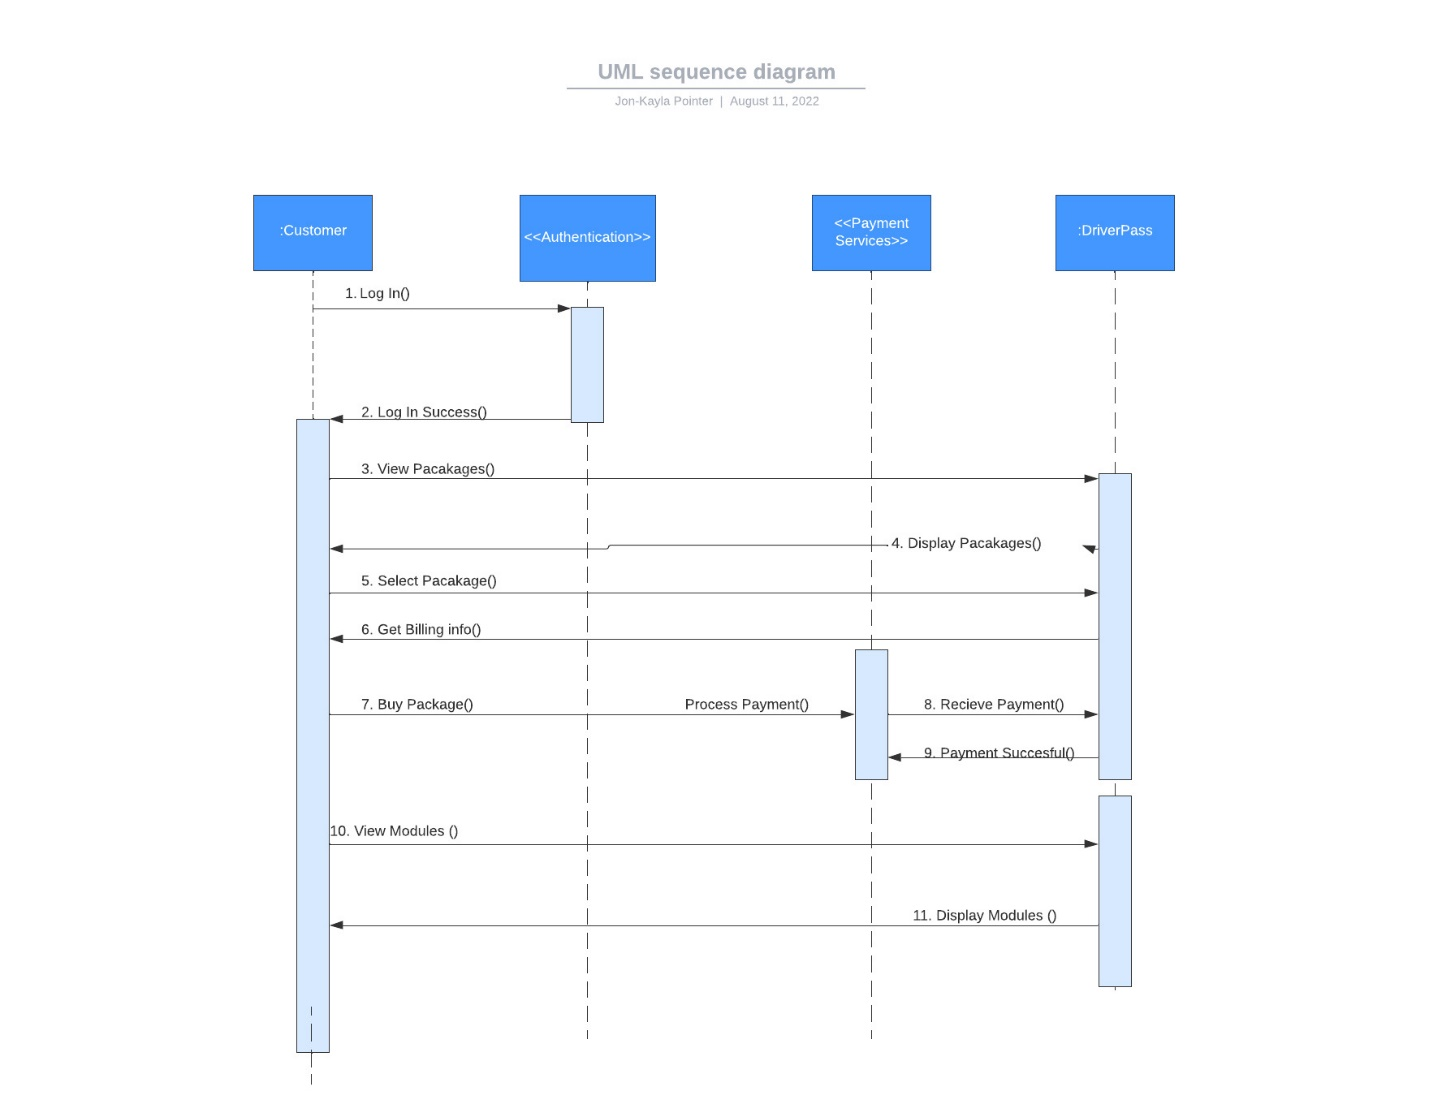 UML sequence diagram
Jon-Kayla Pointer | August 11, 2022
:Customer
<<Authentication>>
<<Payment
Services>>
:DriverPass
1. Log In()
2. Log In Success()
3. View Pacakages()
4. Display Pacakages()
5. Select Pacakage()
6. Get Billing info()
7. Buy Package()
Process Payment()
8. Recieve Payment()
9. Payment Succesful()
10. View Modules ()
11. Display Modules ()